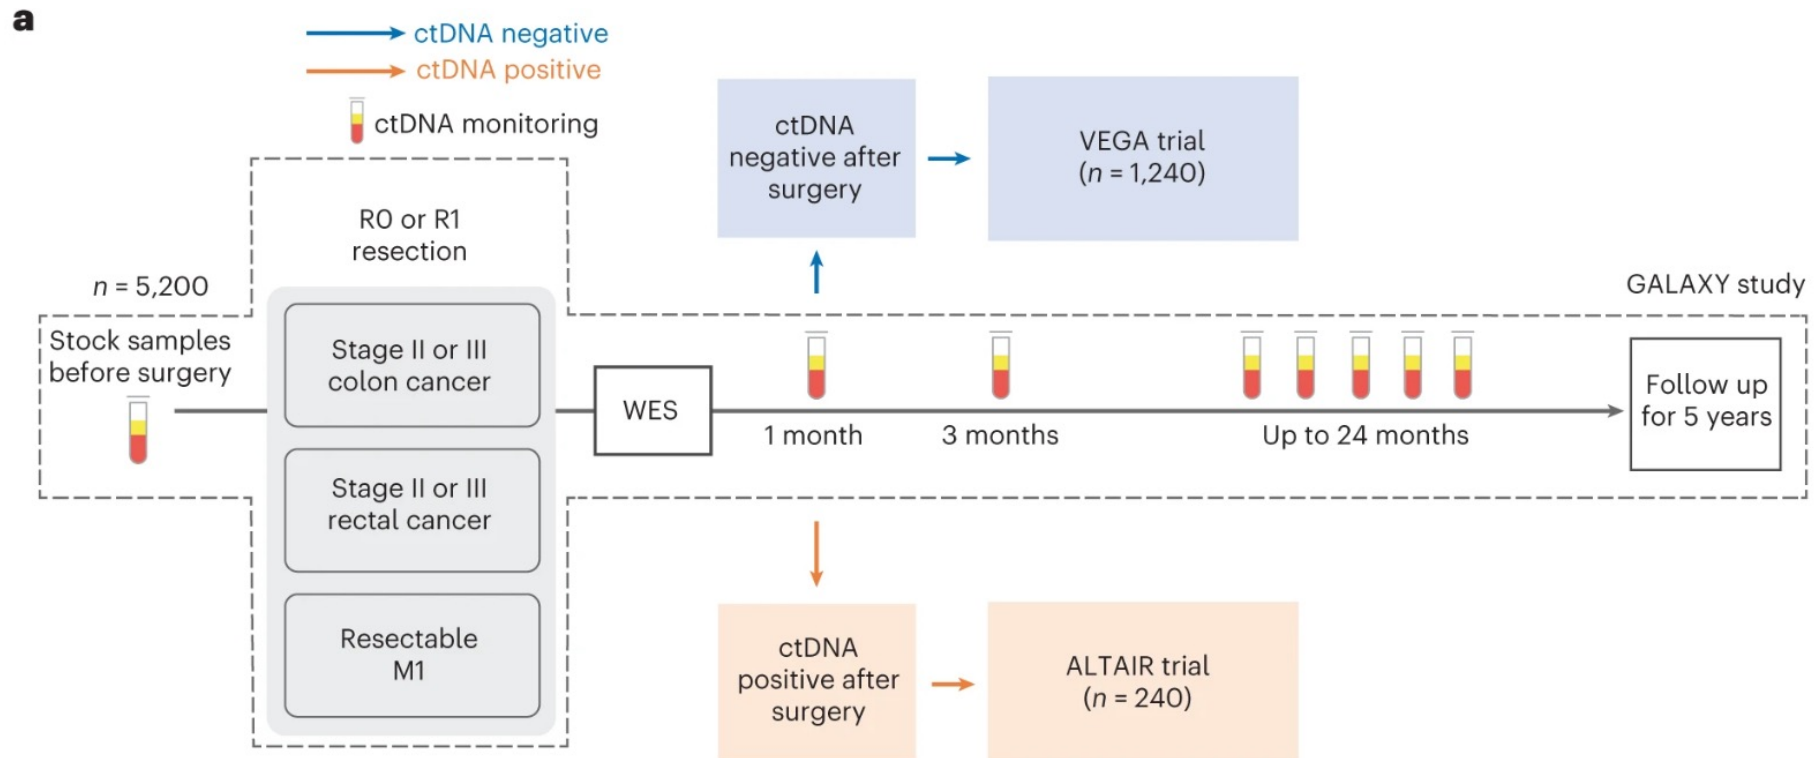 a
ctDNA negative
ctDNA positive
ctDNA monitoring
R0 or R1
resection
n = 5,200
Stock samples
before surgery
Stage II or III
colon cancer
Stage II or III
rectal cancer
Resectable
M1
WES
ctDNA
negative after
surgery
VEGA trial
(n = 1,240)
GALAXY study
1 month
3 months
Up to 24 months
Follow up
for 5 years
ctDNA
positive after
surgery
ALTAIR trial
(n = 240)